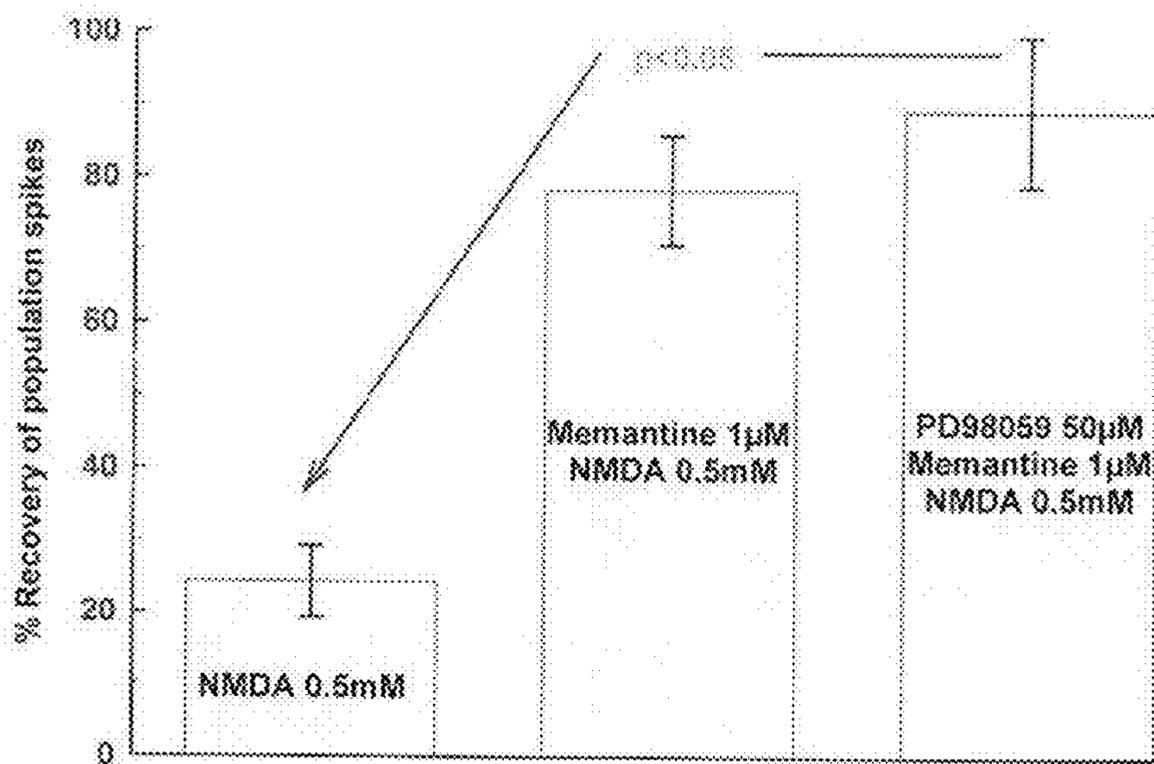 % Recovery of population spikes
100
80
60
40
20
0
p<0.05
NMDA 0.5mM
Memantine 1µM
NMDA 0.5mM
PD98059 50µM
Memantine 1µM
NMDA 0.5mM